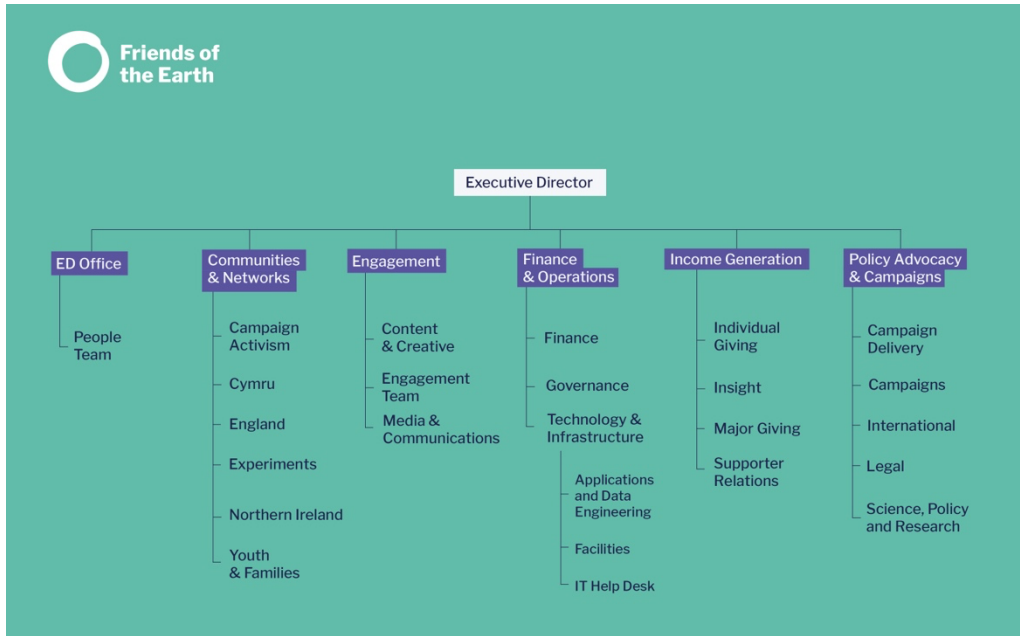 Friends of
the Earth
Executive Director
ED Office
People
Team
Communities
& Networks
Campaign
Activism
Cymru
England
Experiments
Northern Ireland
Youth
& Families
Engagement
Content
& Creative
Engagement
Team
Media &
Communications
Finance
& Operations
Finance
Governance
Technology &
Infrastructure
Applications
and Data
Engineering
Facilities
IT Help Desk
Income Generation
Individual
Giving
Insight
Major Giving
Supporter
Relations
Policy Advocacy
& Campaigns
Campaign
Delivery
Campaigns
International
Legal
Science, Policy
and Research